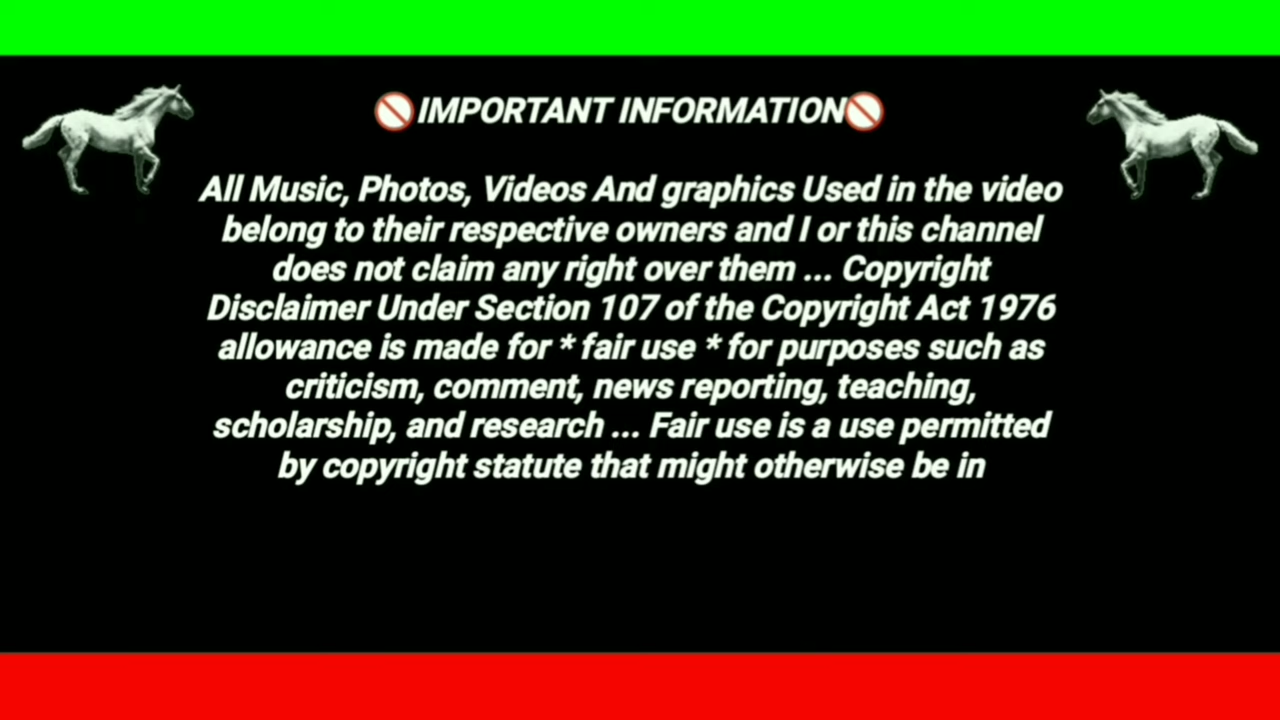 🚫IMPORTANT INFORMATION🚫
All Music, Photos, Videos And graphics Used in the video
belong to their respective owners and I or this channel
does not claim any right over them ... Copyright
Disclaimer Under Section 107 of the Copyright Act 1976
allowance is made for * fair use * for purposes such as
criticism, comment, news reporting, teaching,
scholarship, and research ... Fair use is a use permitted
by copyright statute that might otherwise be in